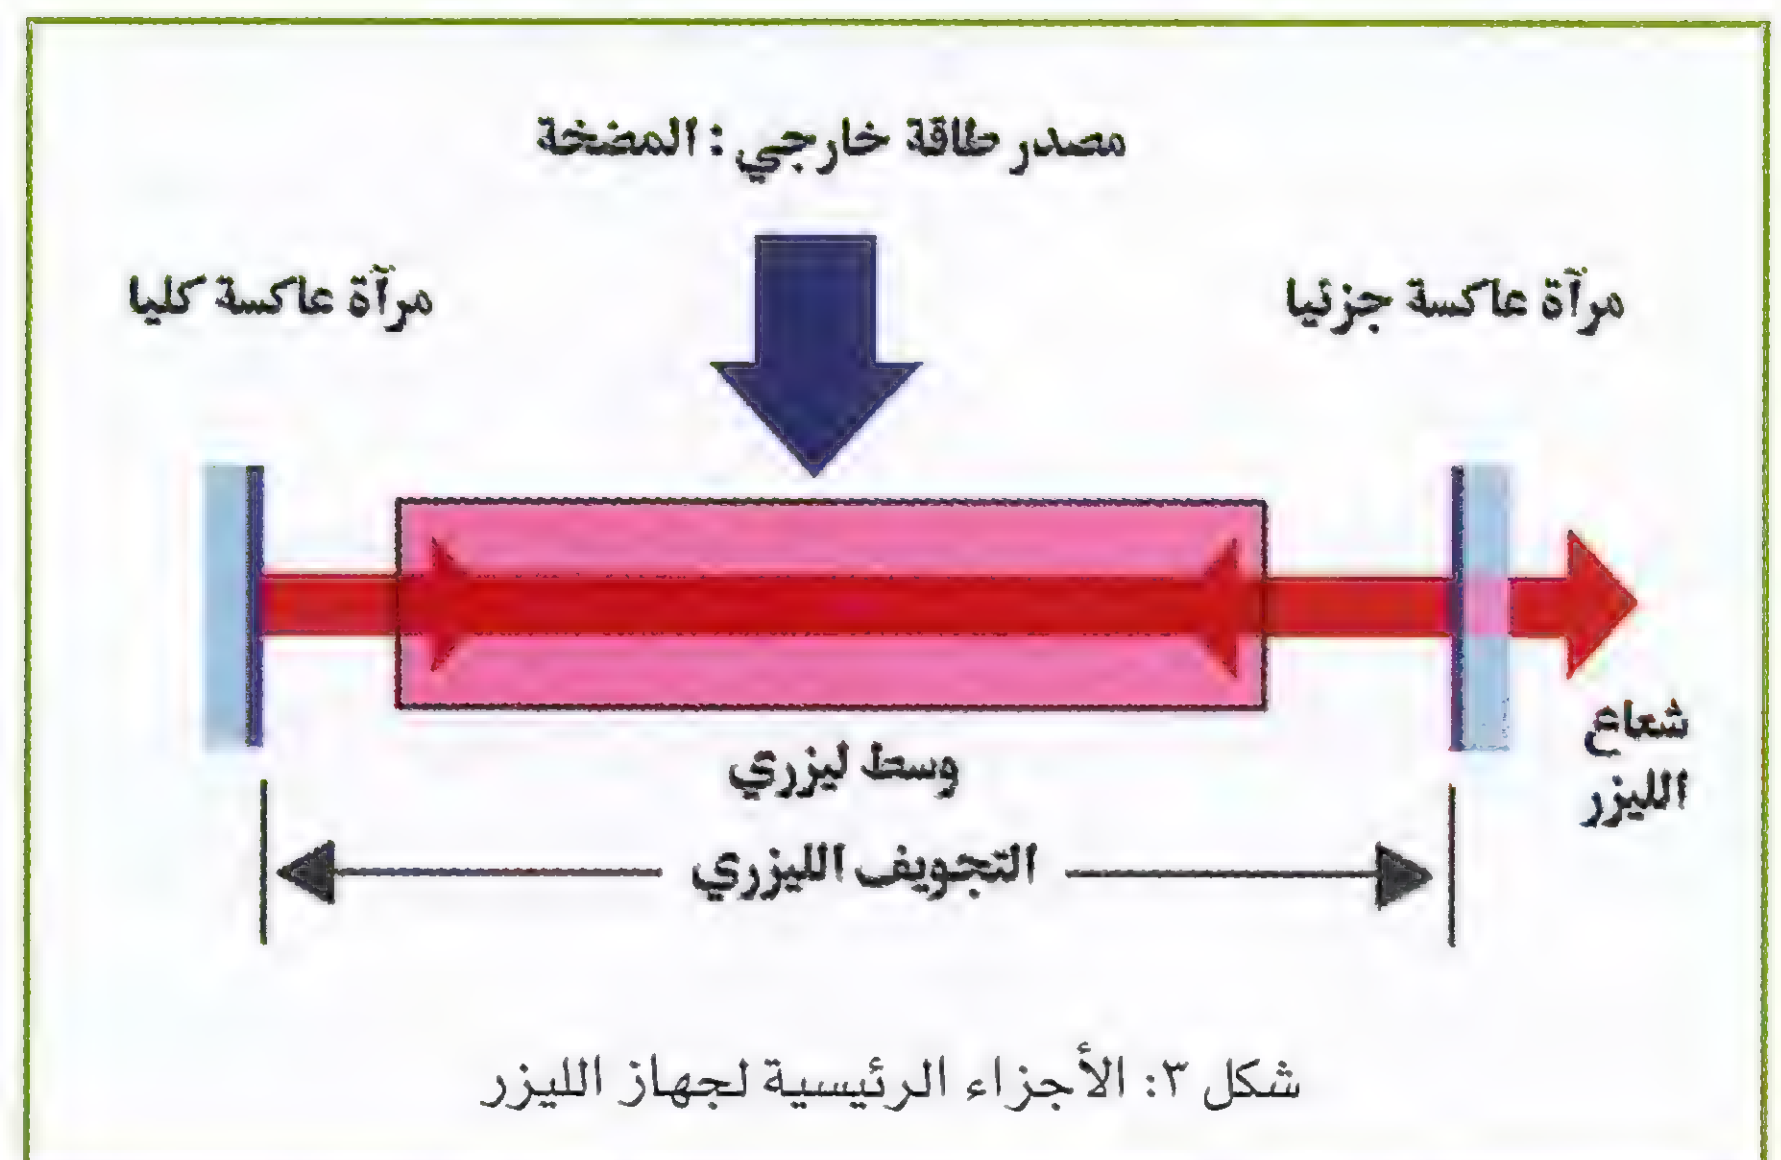 مصدر طاقة خارجي : المضخة
مرآة عاكسة جزئيا
مرآة عاكسة كليا
شعاع
الليزر
وسط ليزري
التجويف الليزري
شكل ٣: الأجزاء الرئيسية لجهاز الليزر